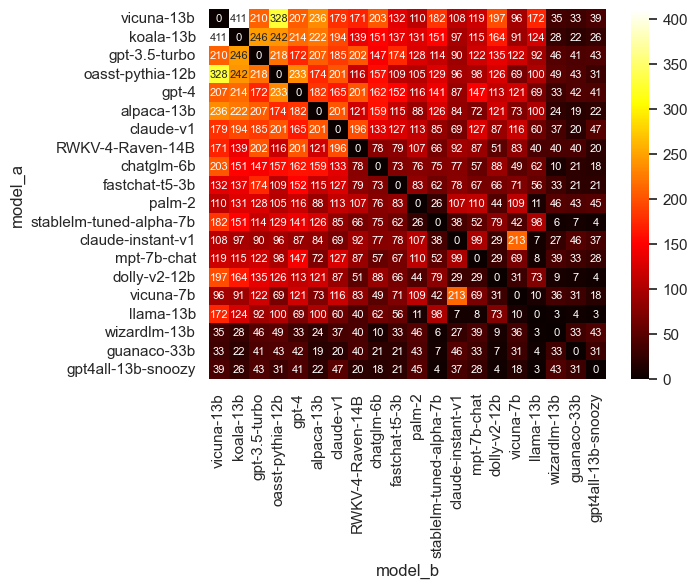 vicuna-13b 0 411 210 328 207 236 179 171 203 132 110 182 108 119 197 96 172 35 33 39
koala-13b 411 0 246 242 214 222 194 139 151 137 131 151 97 115 164 91 124 28 22 26
gpt-3.5-turbo 210 246 0 218 172 207 185 202 147 174 128 114 90 122 135 122 92 46 41 43
oasst-pythia-12b 328 242 218 0 233 174 201 116 157 109 105 129 96 98 126 69 100 49 43 31
gpt-4 207 214 172 233 0 182 165 201 162 152 116 141 87 147 113 121 69 33 42 41
alpaca-13b 236 222 207 174 182 0 201 121 159 115 88 126 84 72 121 73 100 24 19 22
claude-v1 179 194 185 201 165 201 0 196 133 127 113 85 69 127 87 116 60 37 20 47
RWKV-4-Raven-14B 171 139 202 116 201 121 196 0 78 79 107 66 92 87 51 83 40 40 40 20
chatglm-6b 203 151 147 157 162 159 133 78 0 73 76 75 77 57 88 49 62 10 21 18
fastchat-t5-3b 132 137 174 109 152 115 127 79 73 0 83 62 78 67 66 71 56 33 21 21
palm-2 110 131 128 105 116 88 113 107 76 83 0 26 107 110 44 109 11 46 43 45
stablelm-tuned-alpha-7b 182 151 114 129 141 126 85 66 75 62 26 0 38 52 79 42 98 6 7 4
claude-instant-v1 108 97 90 96 87 84 69 92 77 78 107 38 0 99 29 213 7 27 46 37
mpt-7b-chat 119 115 122 98 147 72 127 87 57 67 110 52 99 0 29 69 8 39 33 28
dolly-v2-12b 197 164 135 126 113 121 87 51 88 66 44 79 29 29 0 31 73 9 7 4
vicuna-7b 96 91 122 69 121 73 116 83 49 71 109 42 213 69 31 0 10 36 31 18
llama-13b 172 124 92 100 69 100 60 40 62 56 11 98 7 8 73 10 0 3 4 3
wizardlm-13b 35 28 46 49 33 24 37 40 10 33 46 6 27 39 9 36 3 0 33 43
guanaco-33b 33 22 41 43 42 19 20 40 21 21 43 7 46 33 7 31 4 33 0 31
gpt4all-13b-snoozy 39 26 43 31 41 22 47 20 18 21 45 4 37 28 4 18 3 43 31 0
model_a
vicuna-13b
koala-13b
gpt-3.5-turbo
oasst-pythia-12b
gpt-4
alpaca-13b
claude-v1
RWKV-4-Raven-14B
chatglm-6b
fastchat-t5-3b
palm-2
stablelm-tuned-alpha-7b
claude-instant-v1
mpt-7b-chat
dolly-v2-12b
vicuna-7b
llama-13b
wizardlm-13b
guanaco-33b
gpt4all-13b-snoozy
model_b
400
350
300
250
200
150
100
50
0